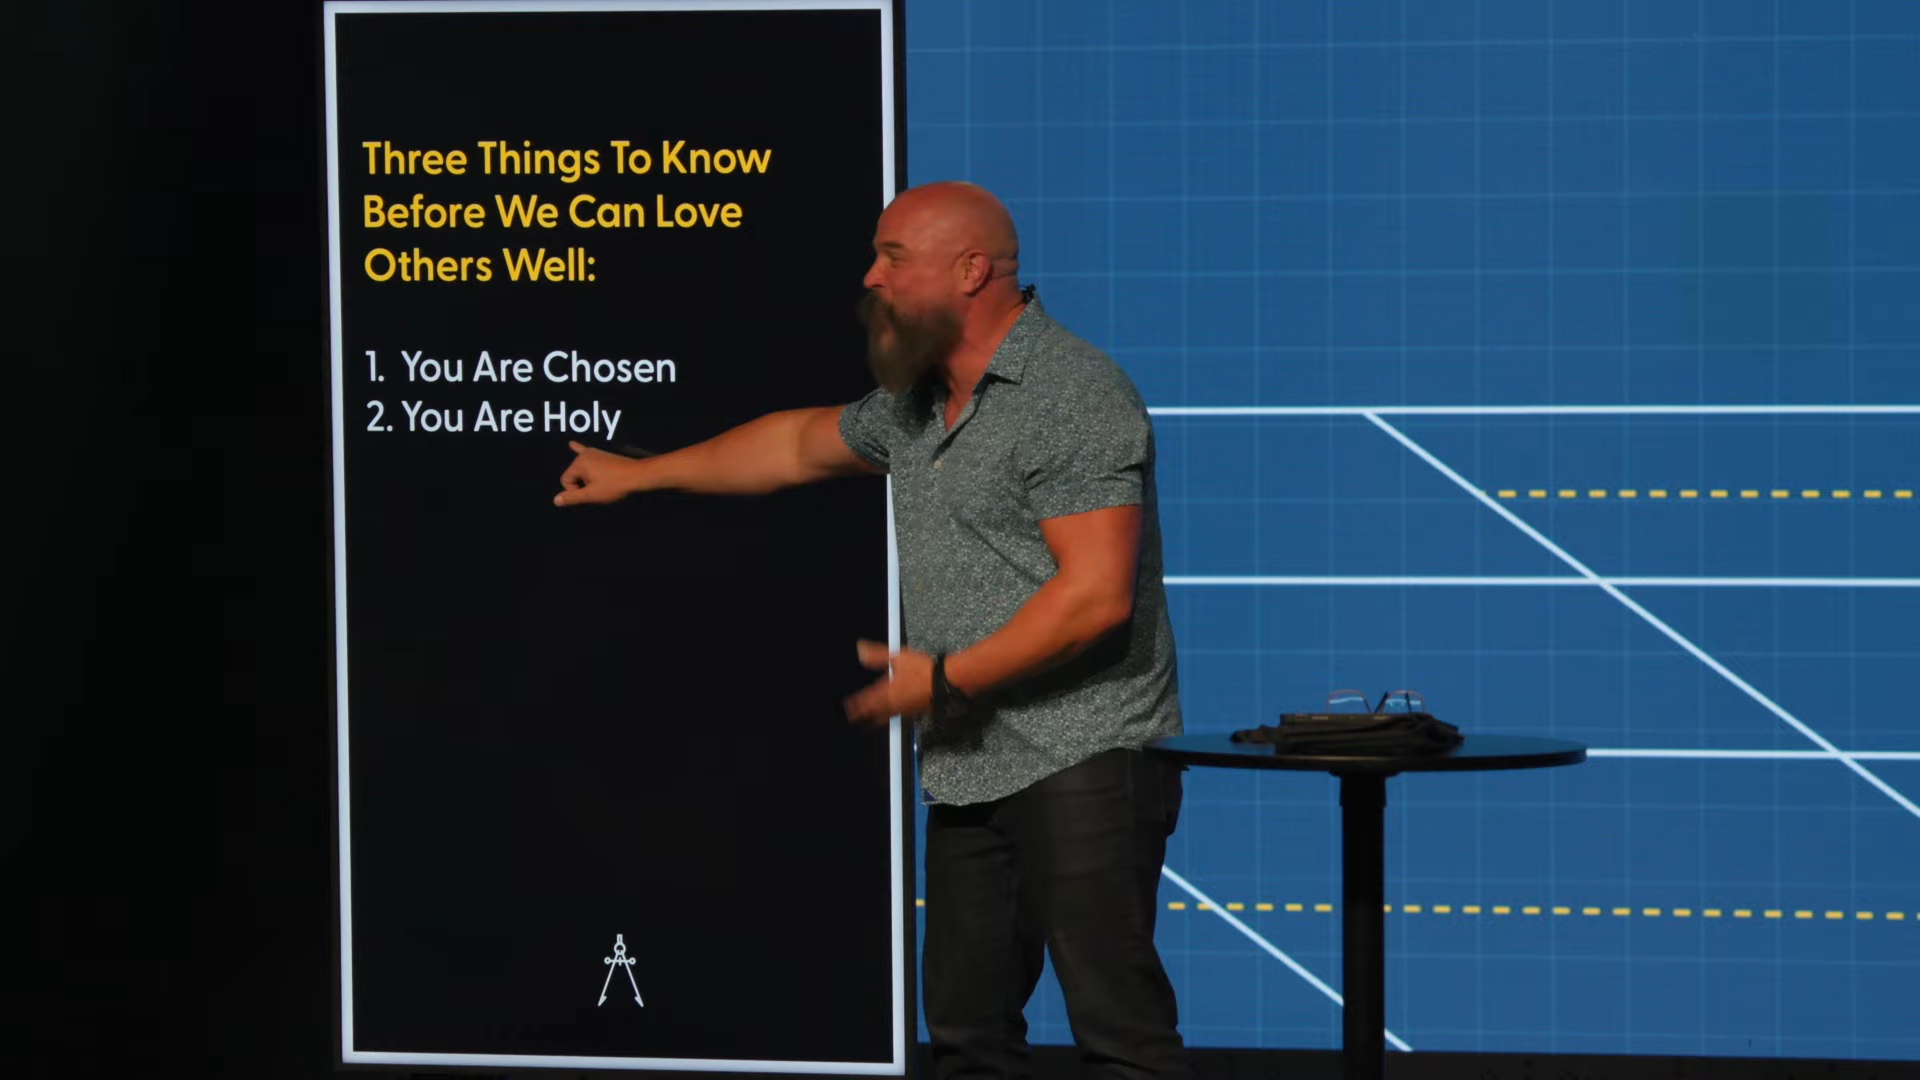 Three Things To Know
Before We Can Love
Others Well:
1. You Are Chosen
2. You Are Holy